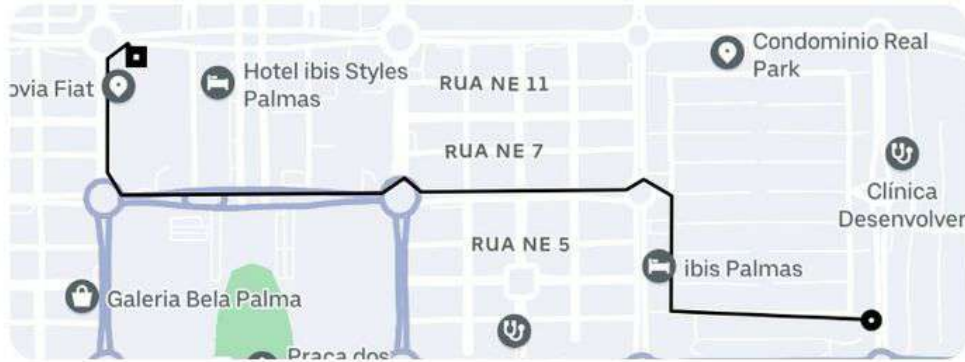 Condominio Real
Park
ovia Fiat
Hotel ibis Styles
Palmas
RUA NE 11
RUA NE 7
Clínica
Desenvolver
RUA NE 5
ibis Palmas
Galeria Bela Palma
Praça dos